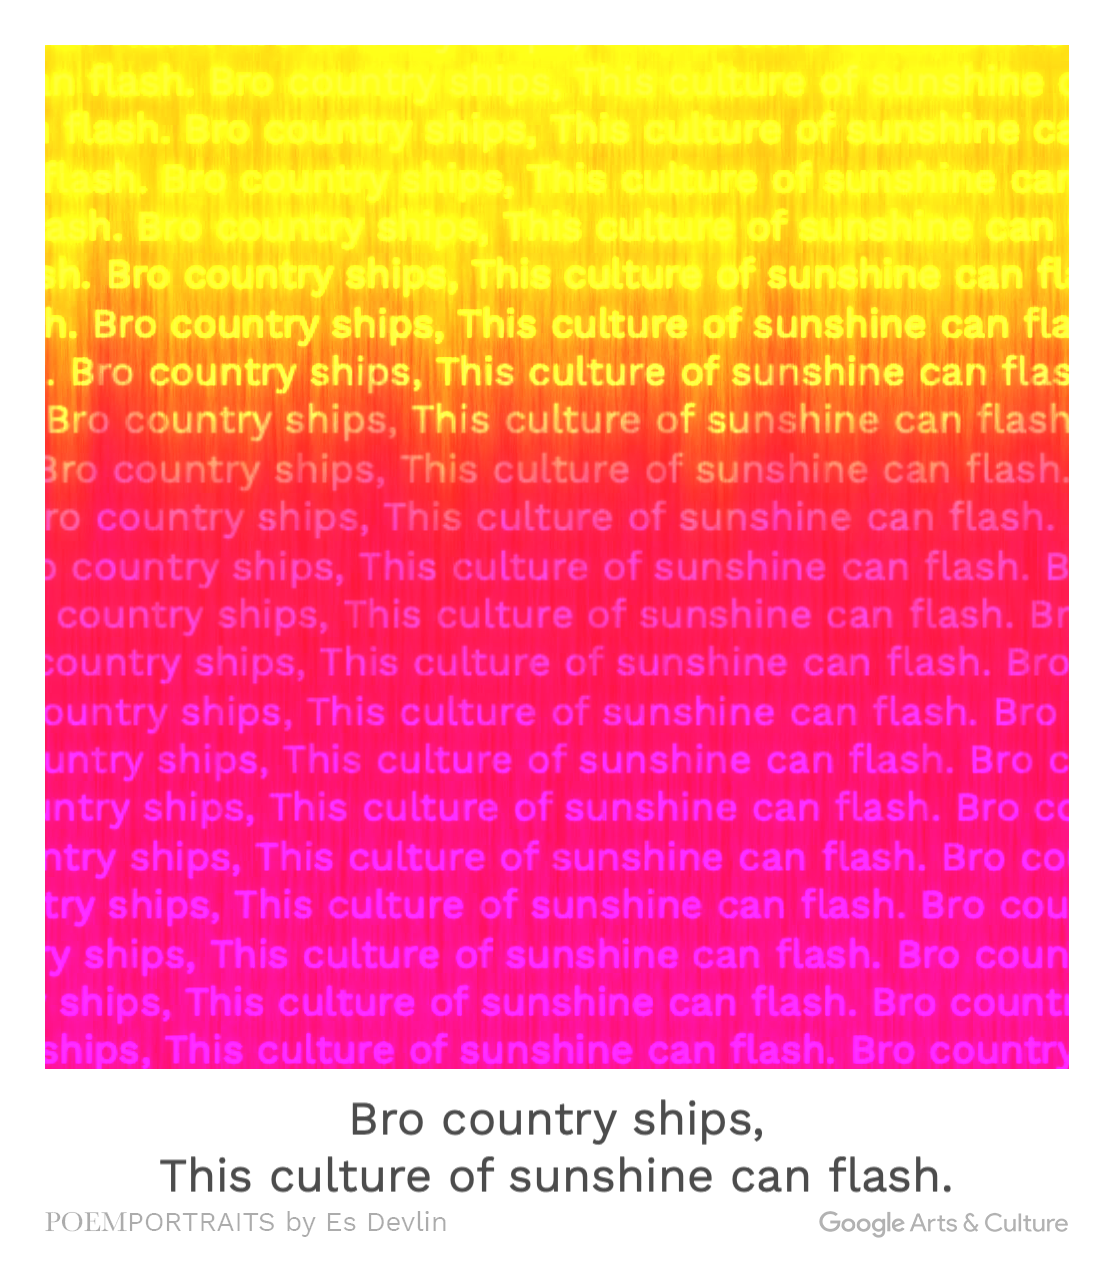 n flash. Bro country ships, This culture of sunshine c
flash. Bro country ships, This culture of sunshine ca
flash. Bro country ships, This culture of sunshine can
ash. Bro country ships, This culture of sunshine can
sh. Bro country ships, This culture of sunshine can fl
h. Bro country ships, This culture of sunshine can fla
. Bro country ships, This culture of sunshine can flas
Bro country ships, This culture of sunshine can flash
Bro country ships, This culture of sunshine can flash.
ro country ships, This culture of sunshine can flash.
o country ships, This culture of sunshine can flash. B
country ships, This culture of sunshine can flash. Br
country ships, This culture of sunshine can flash. Bro
ountry ships, This culture of sunshine can flash. Bro
untry ships, This culture of sunshine can flash. Bro c
untry ships, This culture of sunshine can flash. Bro co
ntry ships, This culture of sunshine can flash. Bro cou
try ships, This culture of sunshine can flash. Bro cou
ry ships, This culture of sunshine can flash. Bro coun
ships, This culture of sunshine can flash. Bro countr
ships, This culture of sunshine can flash. Bro country
Bro country ships,
This culture of sunshine can flash.
POEMPORTRAITS by Es Devlin
Google Arts & Culture